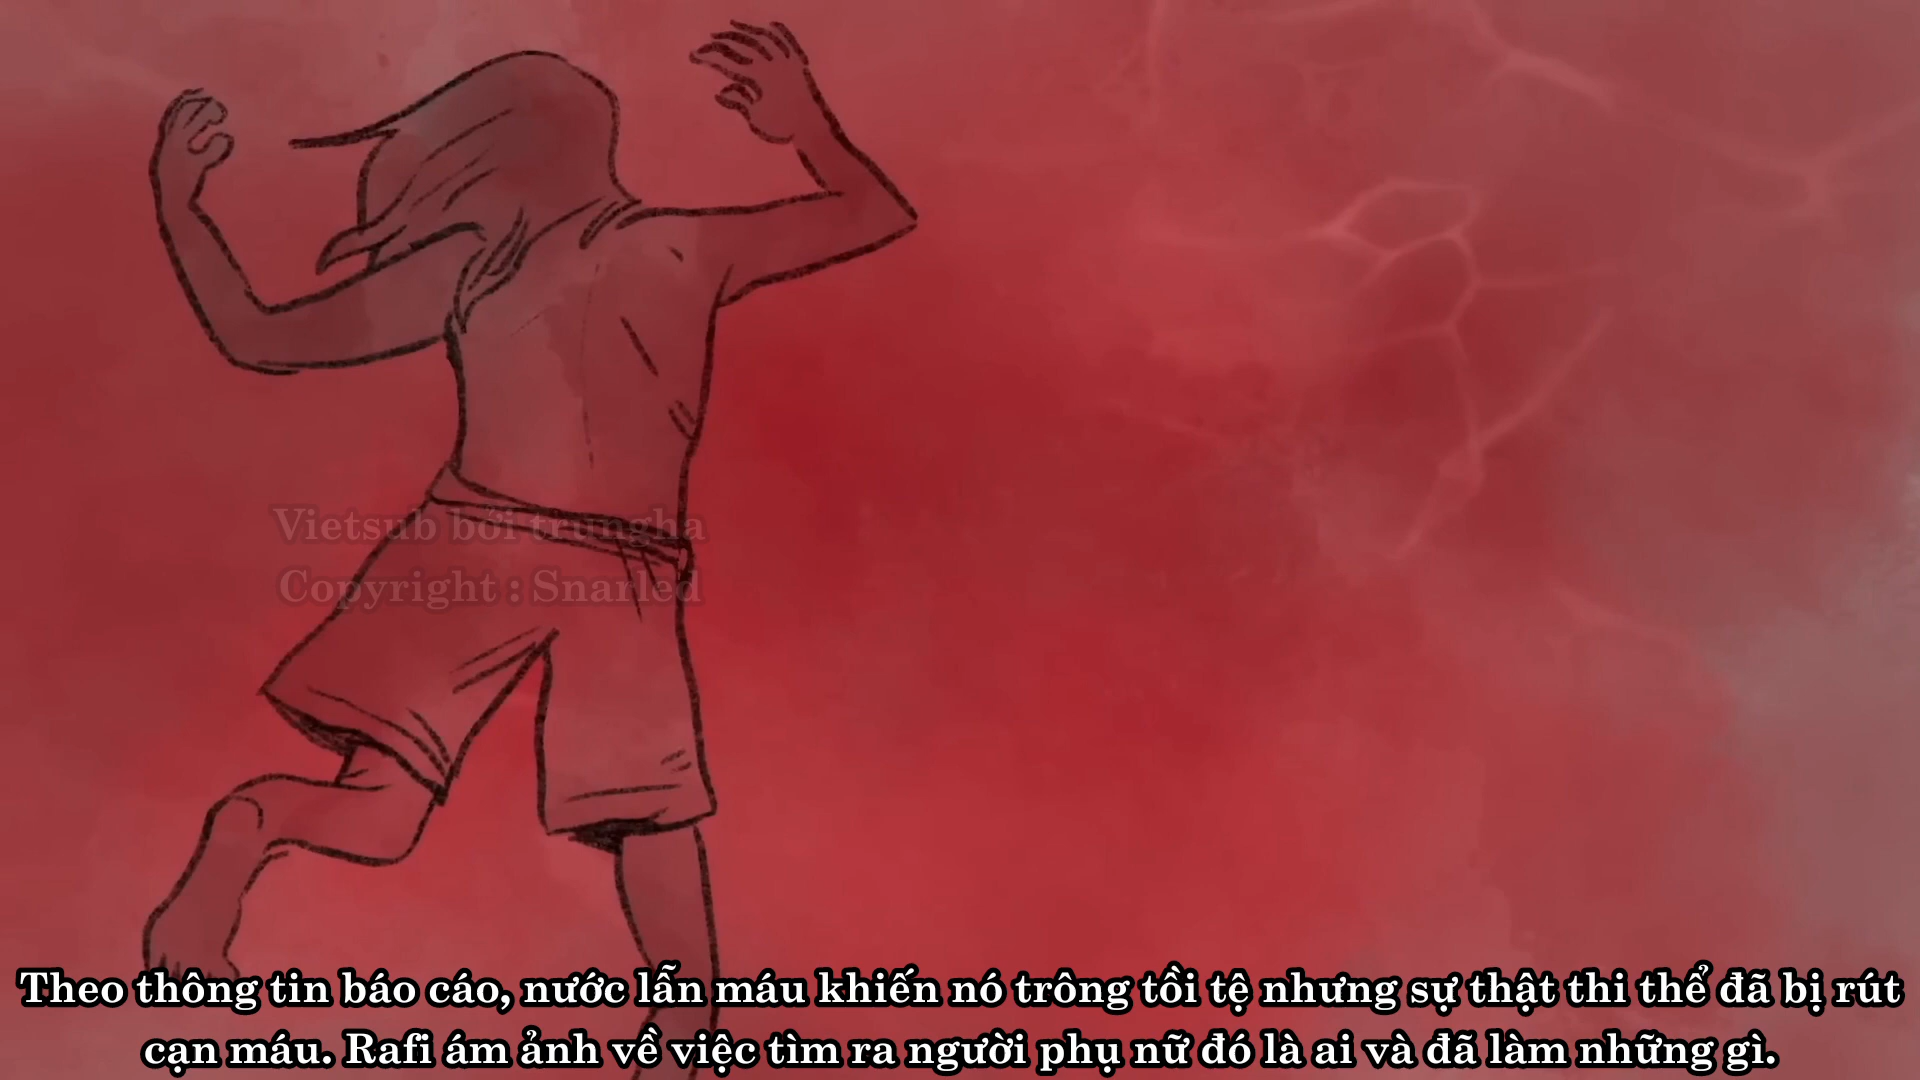 Vietsub bởi trungha
Copyright : Snarled
Theo thông tin báo cáo, nước lẫn máu khiến nó trông tồi tệ nhưng sự thật thi thể đã bị rút
cạn máu. Rafi ám ảnh về việc tìm ra người phụ nữ đó là ai và đã làm những gì.